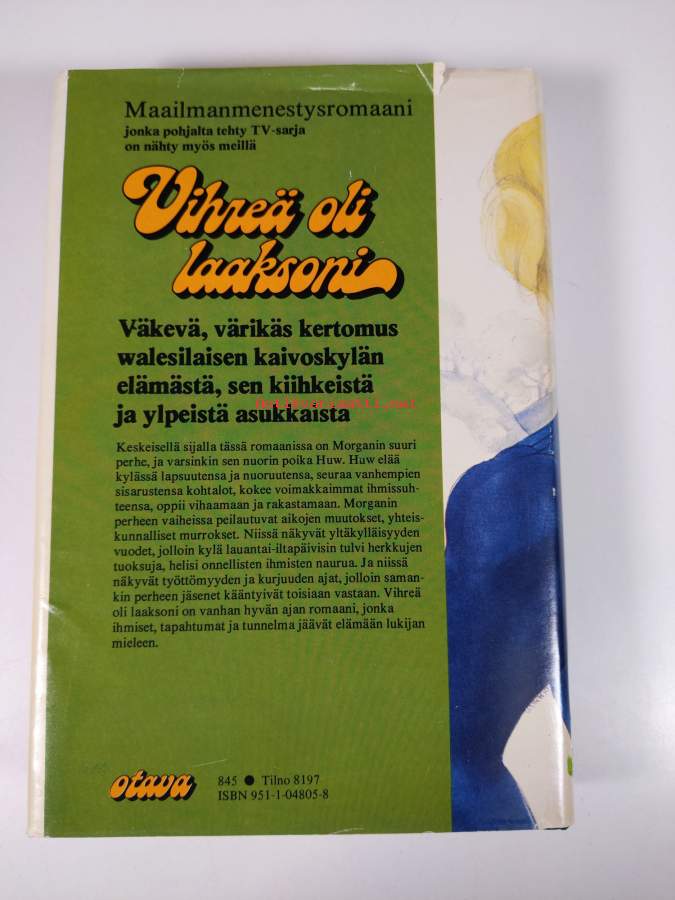 Maailmanmenestysromaani
jonka pohjalta tehty TV-sarja
on nähty myös meillä
Vihreä oli
laaksoni
Väkevä, värikäs kertomus
walesilaisen kaivoskylän
elämästä, sen kiihkeistä
ja ylpeistä asukkaista
Keskeisellä sijalla tässä romaanissa on Morganin suuri
perhe, ja varsinkin sen nuorin poika Huw. Huw elää
kylässä lapsuutensa ja nuoruutensa, seuraa vanhempien
sisarustensa kohtalot, kokee voimakkaimmat ihmissuh-
teensa, oppii vihaamaan ja rakastamaan. Morganin
perheen vaiheissa peilautuvat aikojen muutokset, yhteis-
kunnalliset murrokset. Niissä näkyvät yltäkylläisyyden
vuodet, jolloin kylä lauantai-iltapäivisin tulvi herkkujen
tuoksuja, helisi onnellisten ihmisten naurua. Ja niissä
näkyvät työttömyyden ja kurjuuden ajat, jolloin saman-
kin perheen jäsenet kääntyivät toisiaan vastaan. Vihreä
oli laaksoni on vanhan hyvän ajan romaani, jonka
ihmiset, tapahtumat ja tunnelma jäävät elämään lukijan
mieleen.
otava
845 ● Tilno 8197
ISBN 951-1-04805-8